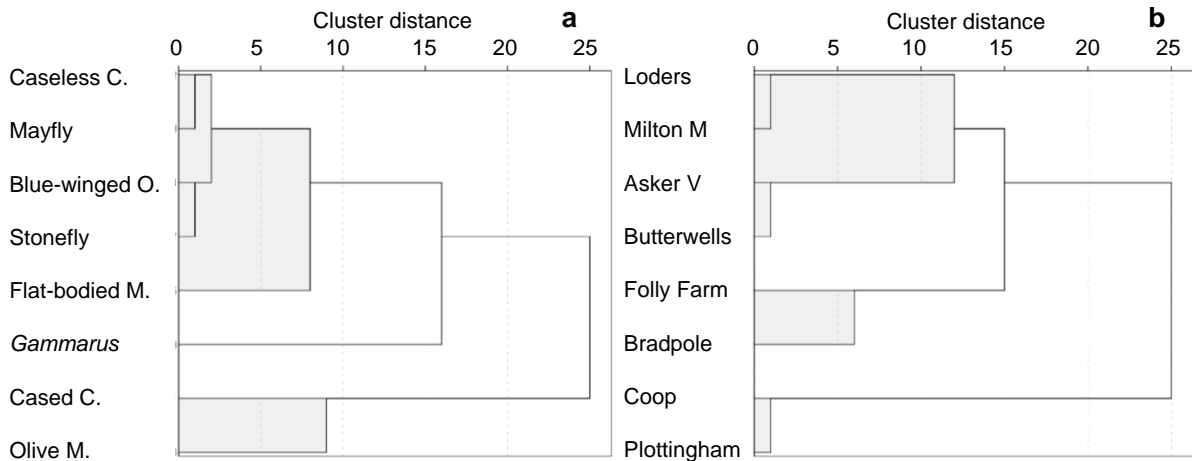 Cluster distance a
0 5 10 15 20 25
Caseless C.
Mayfly
Blue-winged O.
Stonefly
Flat-bodied M.
Gammarus
Cased C.
Olive M.
Cluster distance b
0 5 10 15 20 25
Loders
Milton M
Asker V
Butterwells
Folly Farm
Bradpole
Coop
Plottingham